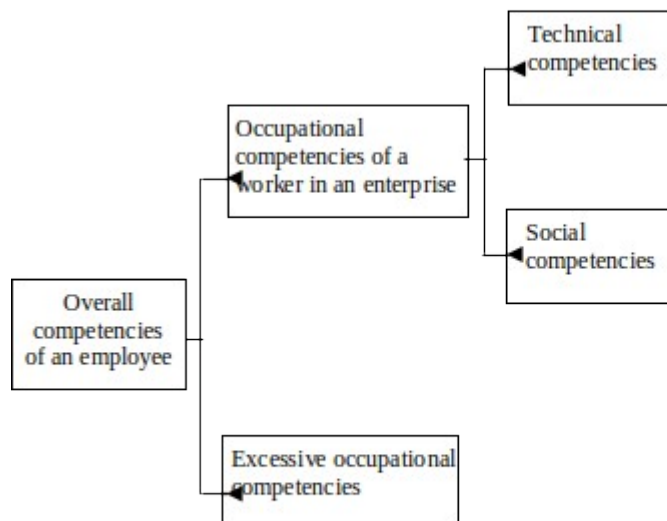 Technical
competencies
Occupational
competencies of a
worker in an enterprise
Social
competencies
Overall
competencies
of an employee
Excessive occupational
competencies